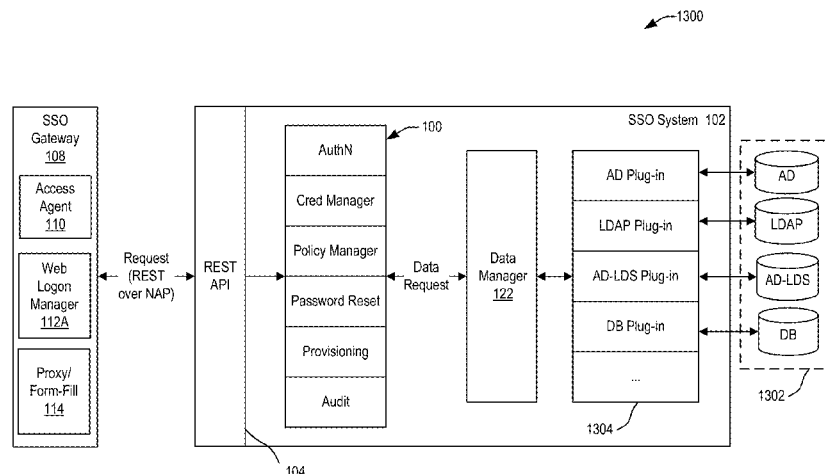 1300
SSO
Gateway
108
Access
Agent
110
Web
Logon
Manager
112A
Proxy/
Form-Fill
114
Request
(REST
over NAP)
REST
API
104
100
AuthN
Cred Manager
Policy Manager
Password Reset
Provisioning
Audit
Data
Request
Data
Manager
122
SSO System 102
AD Plug-in
LDAP Plug-in
AD-LDS Plug-in
DB Plug-in
...
1304
AD
LDAP
AD-LDS
DB
1302